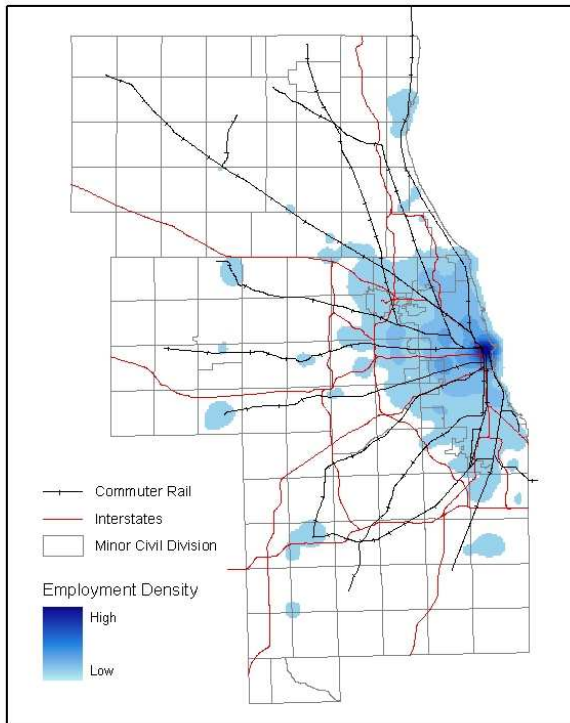 Commuter Rail
Interstates
Minor Civil Division
Employment Density
High
Low